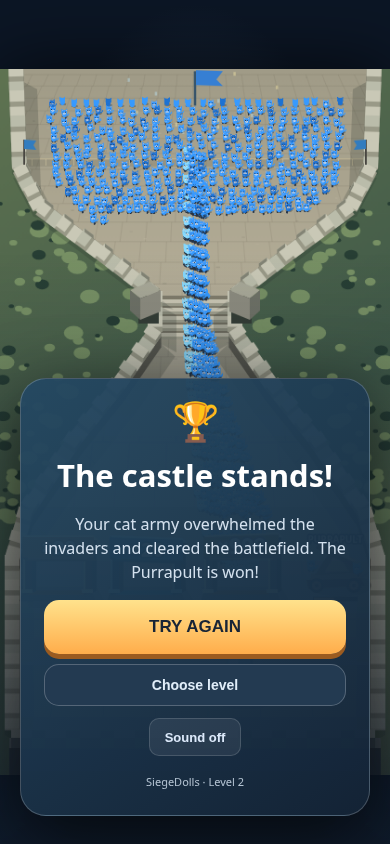 The castle stands!
Your cat army overwhelmed the
invaders and cleared the battlefield. The
Purrapult is won!
TRY AGAIN
Choose level
Sound off
SiegeDolls · Level 2